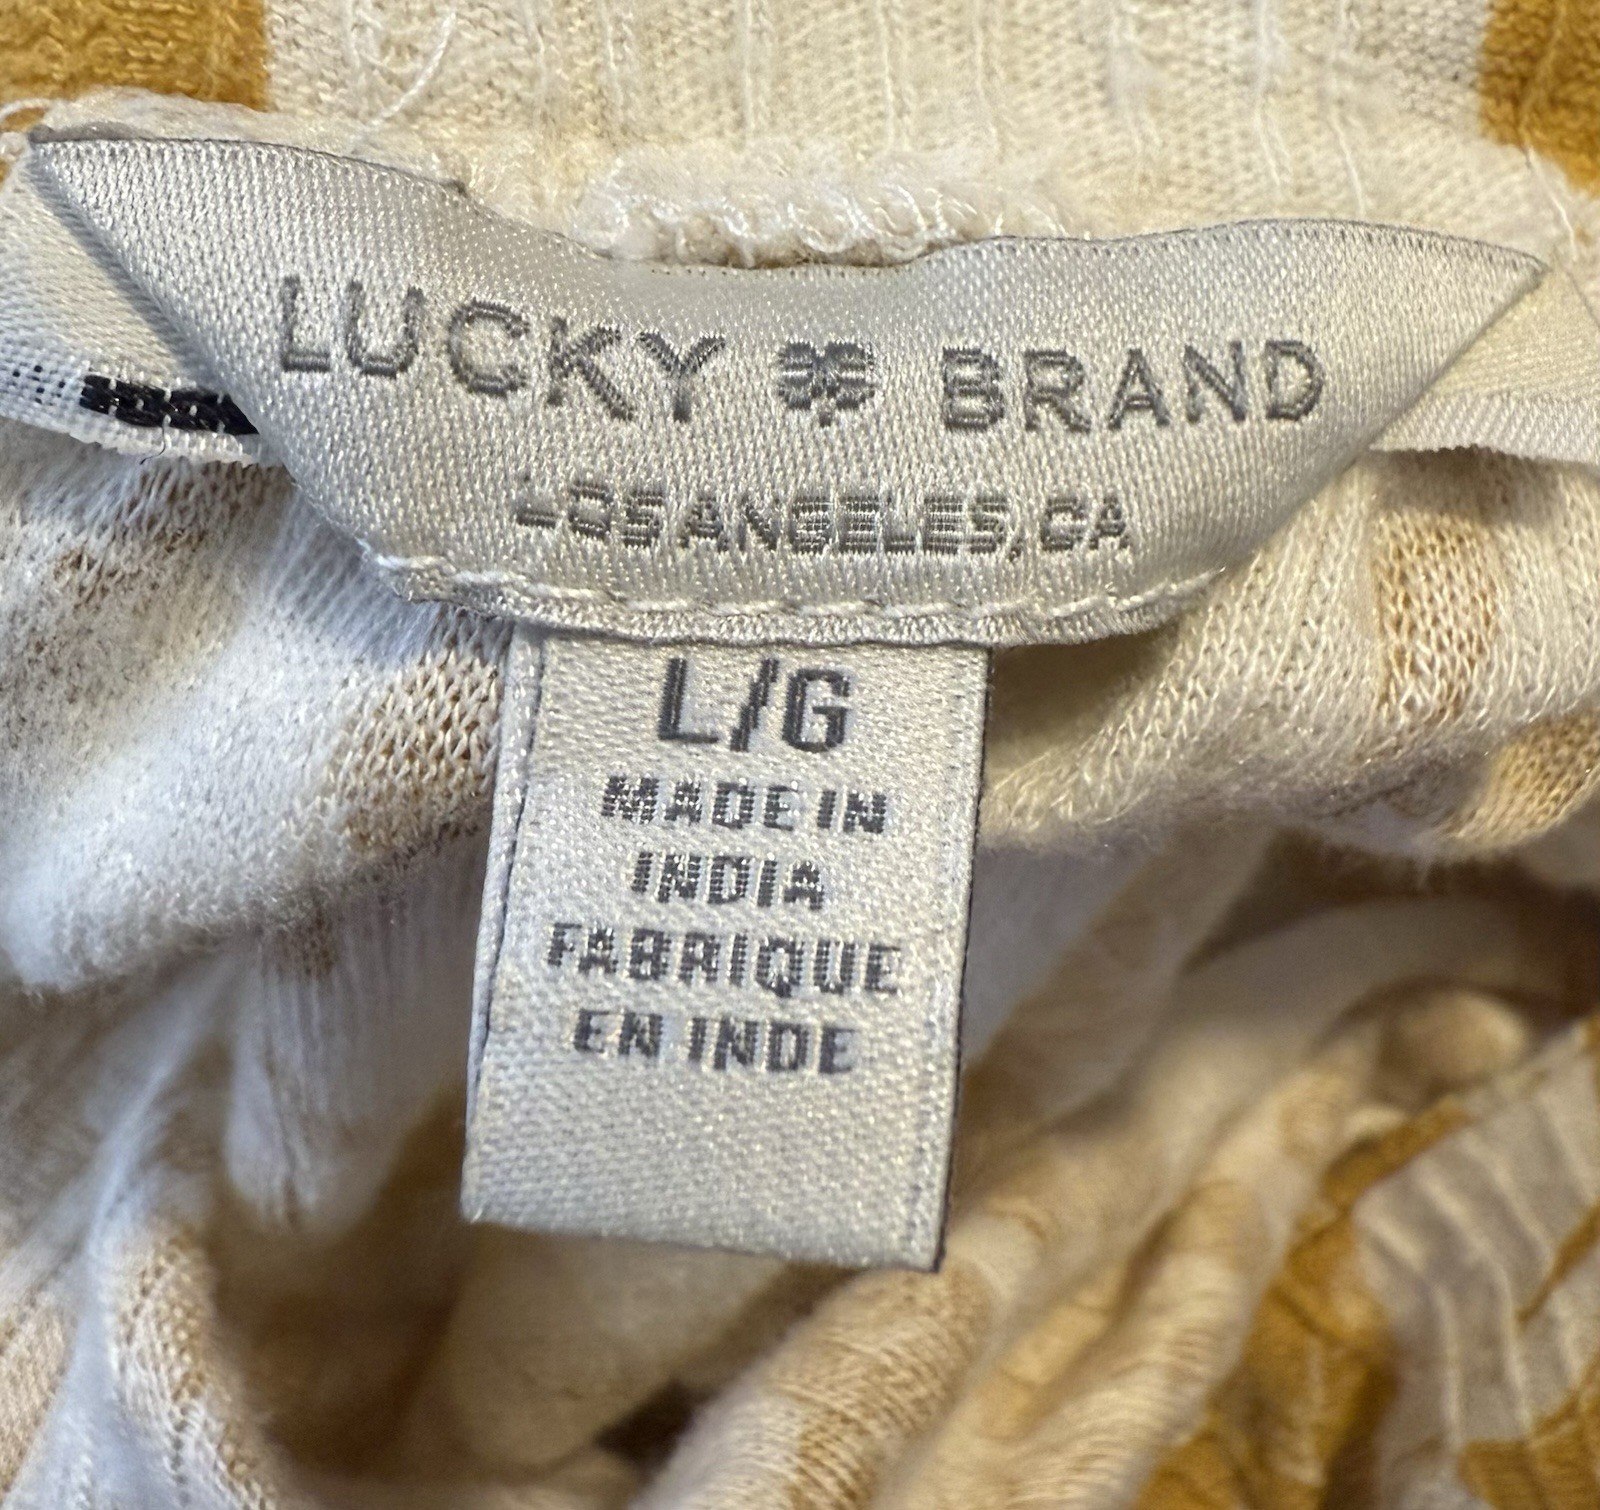 LUCKY BRAND
LOS ANGELES, CA
L/G
MADE IN
INDIA
FABRIQUE
EN INDE